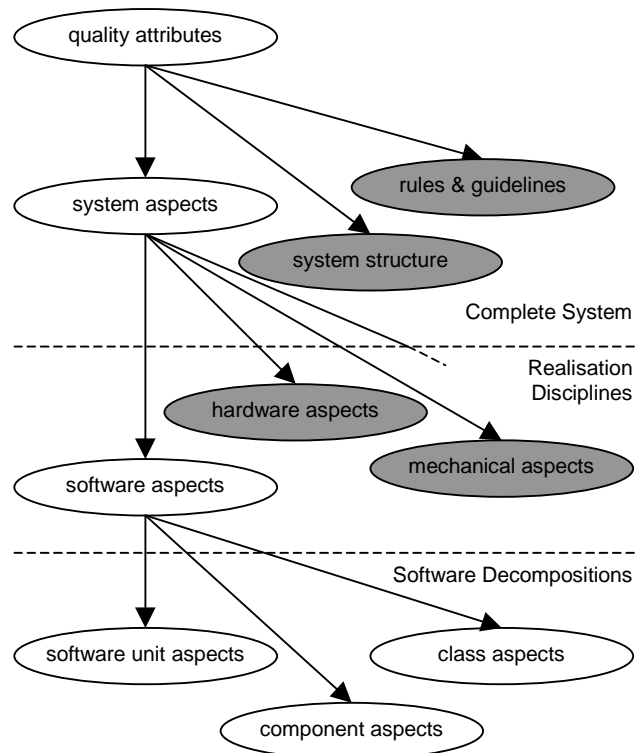 quality attributes
rules & guidelines
system aspects
system structure
Complete System
Realisation
Disciplines
hardware aspects
mechanical aspects
software aspects
Software Decompositions
software unit aspects
class aspects
component aspects